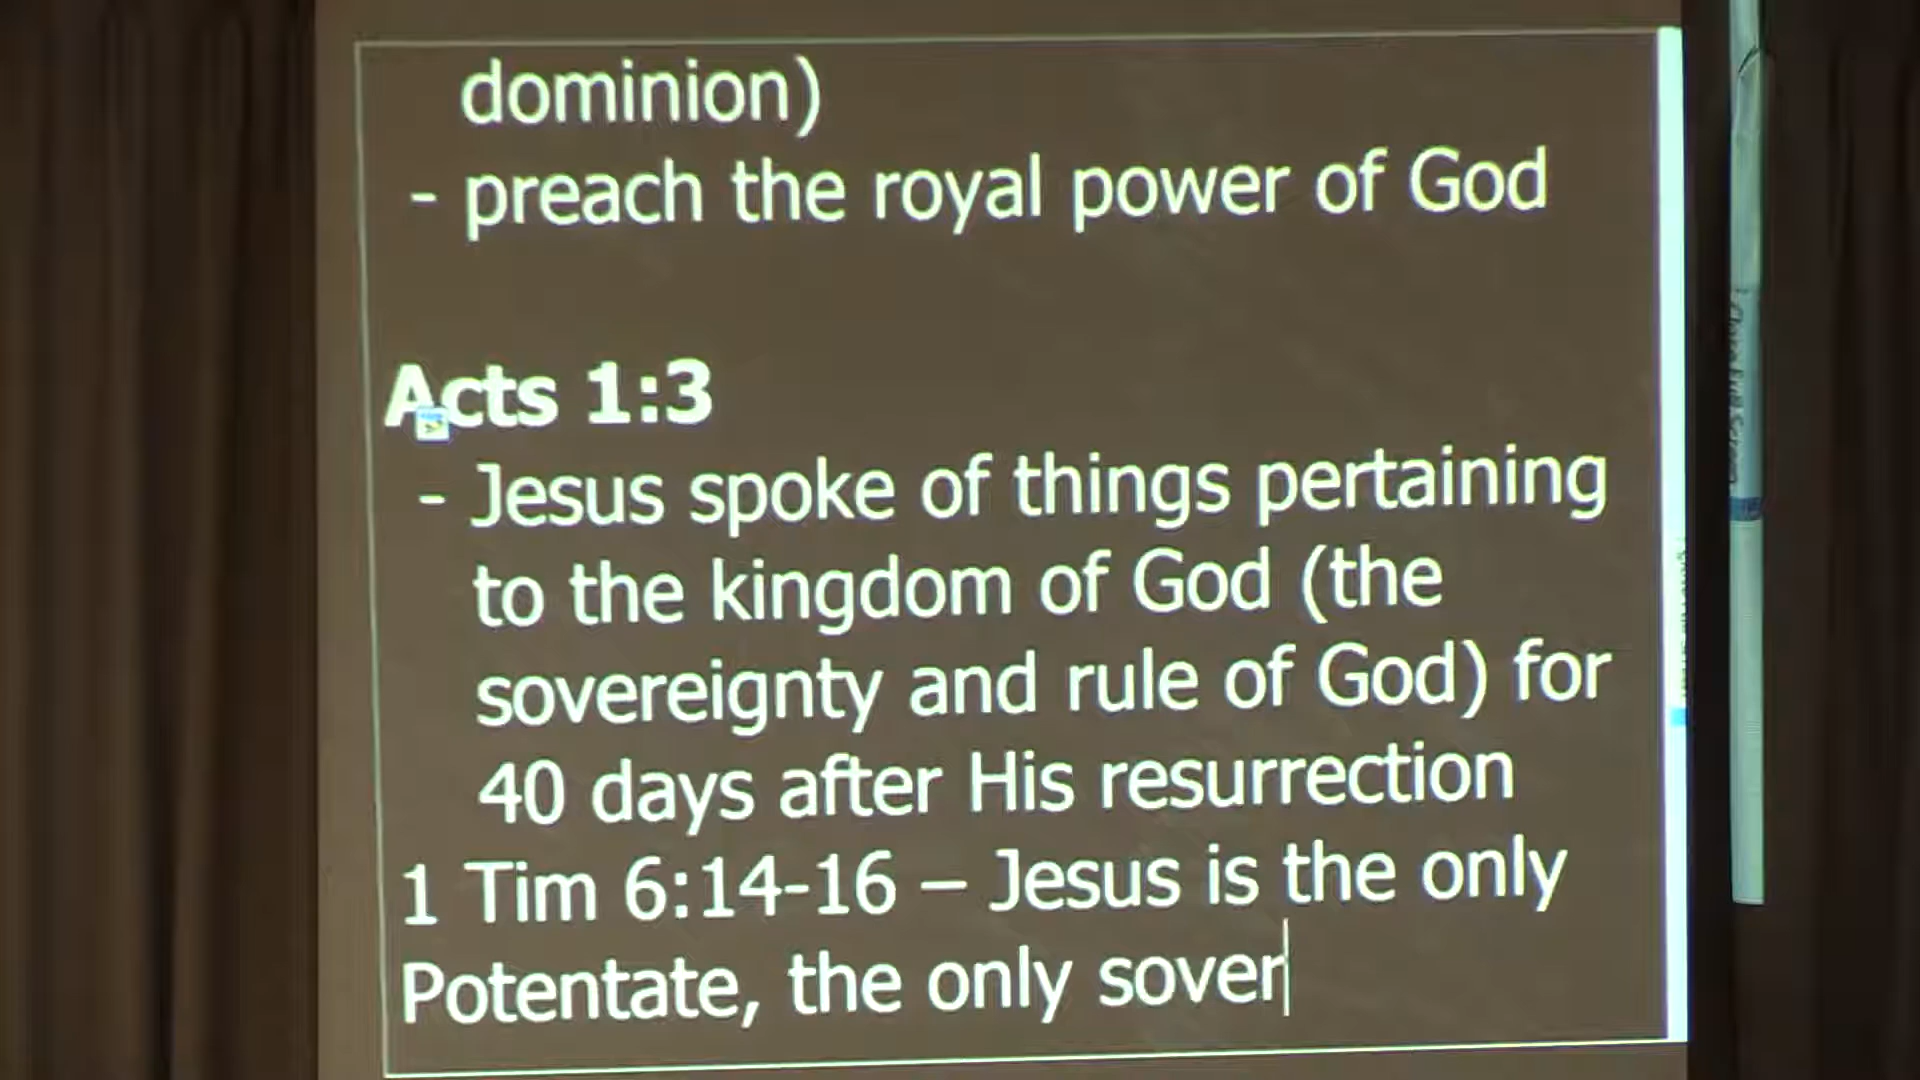 dominion)
- preach the royal power of God
Acts 1:3
- Jesus spoke of things pertaining
to the kingdom of God (the
sovereignty and rule of God) for
40 days after His resurrection
1 Tim 6:14-16 – Jesus is the only
Potentate, the only sover